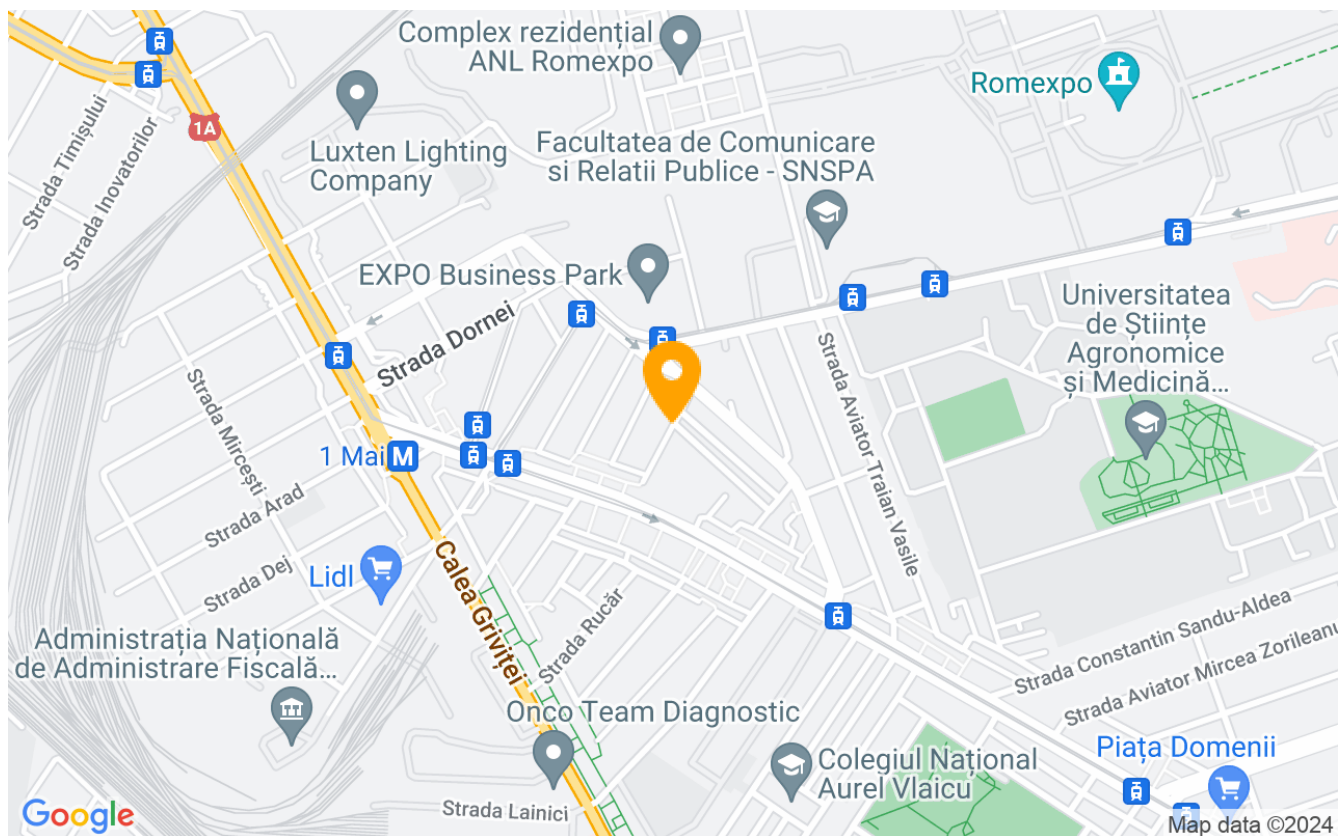 Complex rezidențial
ANL Romexpo
Romexpo
1A
Strada Timișului
Strada Inovatorilor
Luxten Lighting
Company
Facultatea de Comunicare
si Relatii Publice - SNSPA
EXPO Business Park
Universitatea
de Științe
Agronomice
și Medicină...
Strada Dornei
Strada Aviator Traian Vasile
Strada Mircești
1 Mai
M
Strada Arad
Strada Dej
Lidl
Calea Griviței
Strada Rucăr
Administrația Națională
de Administrare Fiscală...
Strada Constantin Sandu-Aldea
Strada Aviator Mircea Zorileanu
Onco Team Diagnostic
Colegiul Național
Aurel Vlaicu
Piața Domenii
Strada Lainici
Google
Map data ©2024